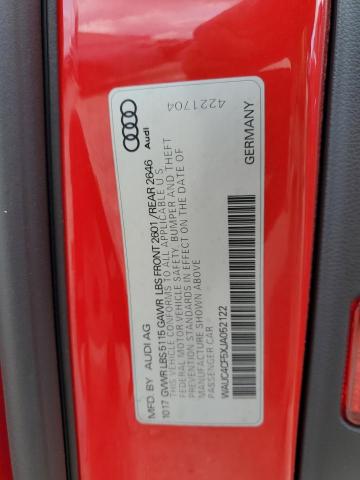 MFD. BY AUDI AG
10 17 GVWR LBS 5115 GAWR LBS FRONT 2601 / REAR 2646
THIS VEHICLE CONFORMS TO ALL APPLICABLE U S
FEDERAL MOTOR VEHICLE SAFETY, BUMPER AND THEFT
PREVENTION STANDARDS IN EFFECT ON THE DATE OF
MANUFACTURE SHOWN ABOVE
PASSENGER CAR
WAUC4CF5XJA052122
GERMANY
Audi
4221704